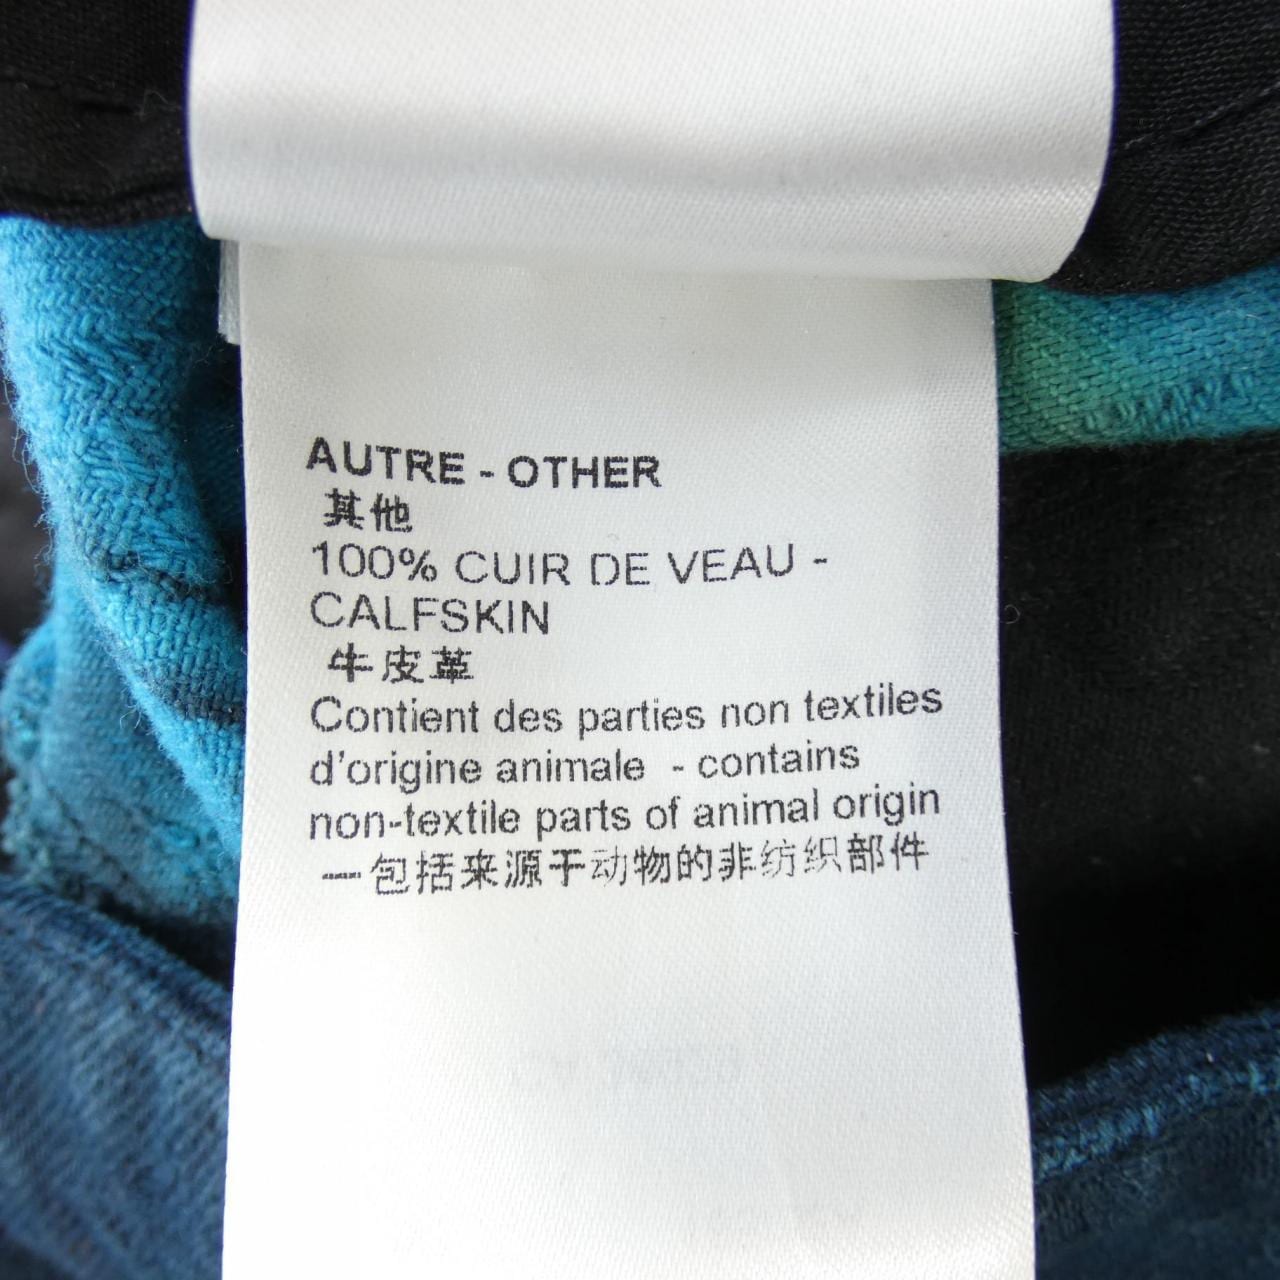 AUTRE - OTHER
其他
100% CUIR DE VEAU -
CALFSKIN
牛皮革
Contient des parties non textiles
d'origine animale - contains
non-textile parts of animal origin
一包括来源于动物的非纺织部件